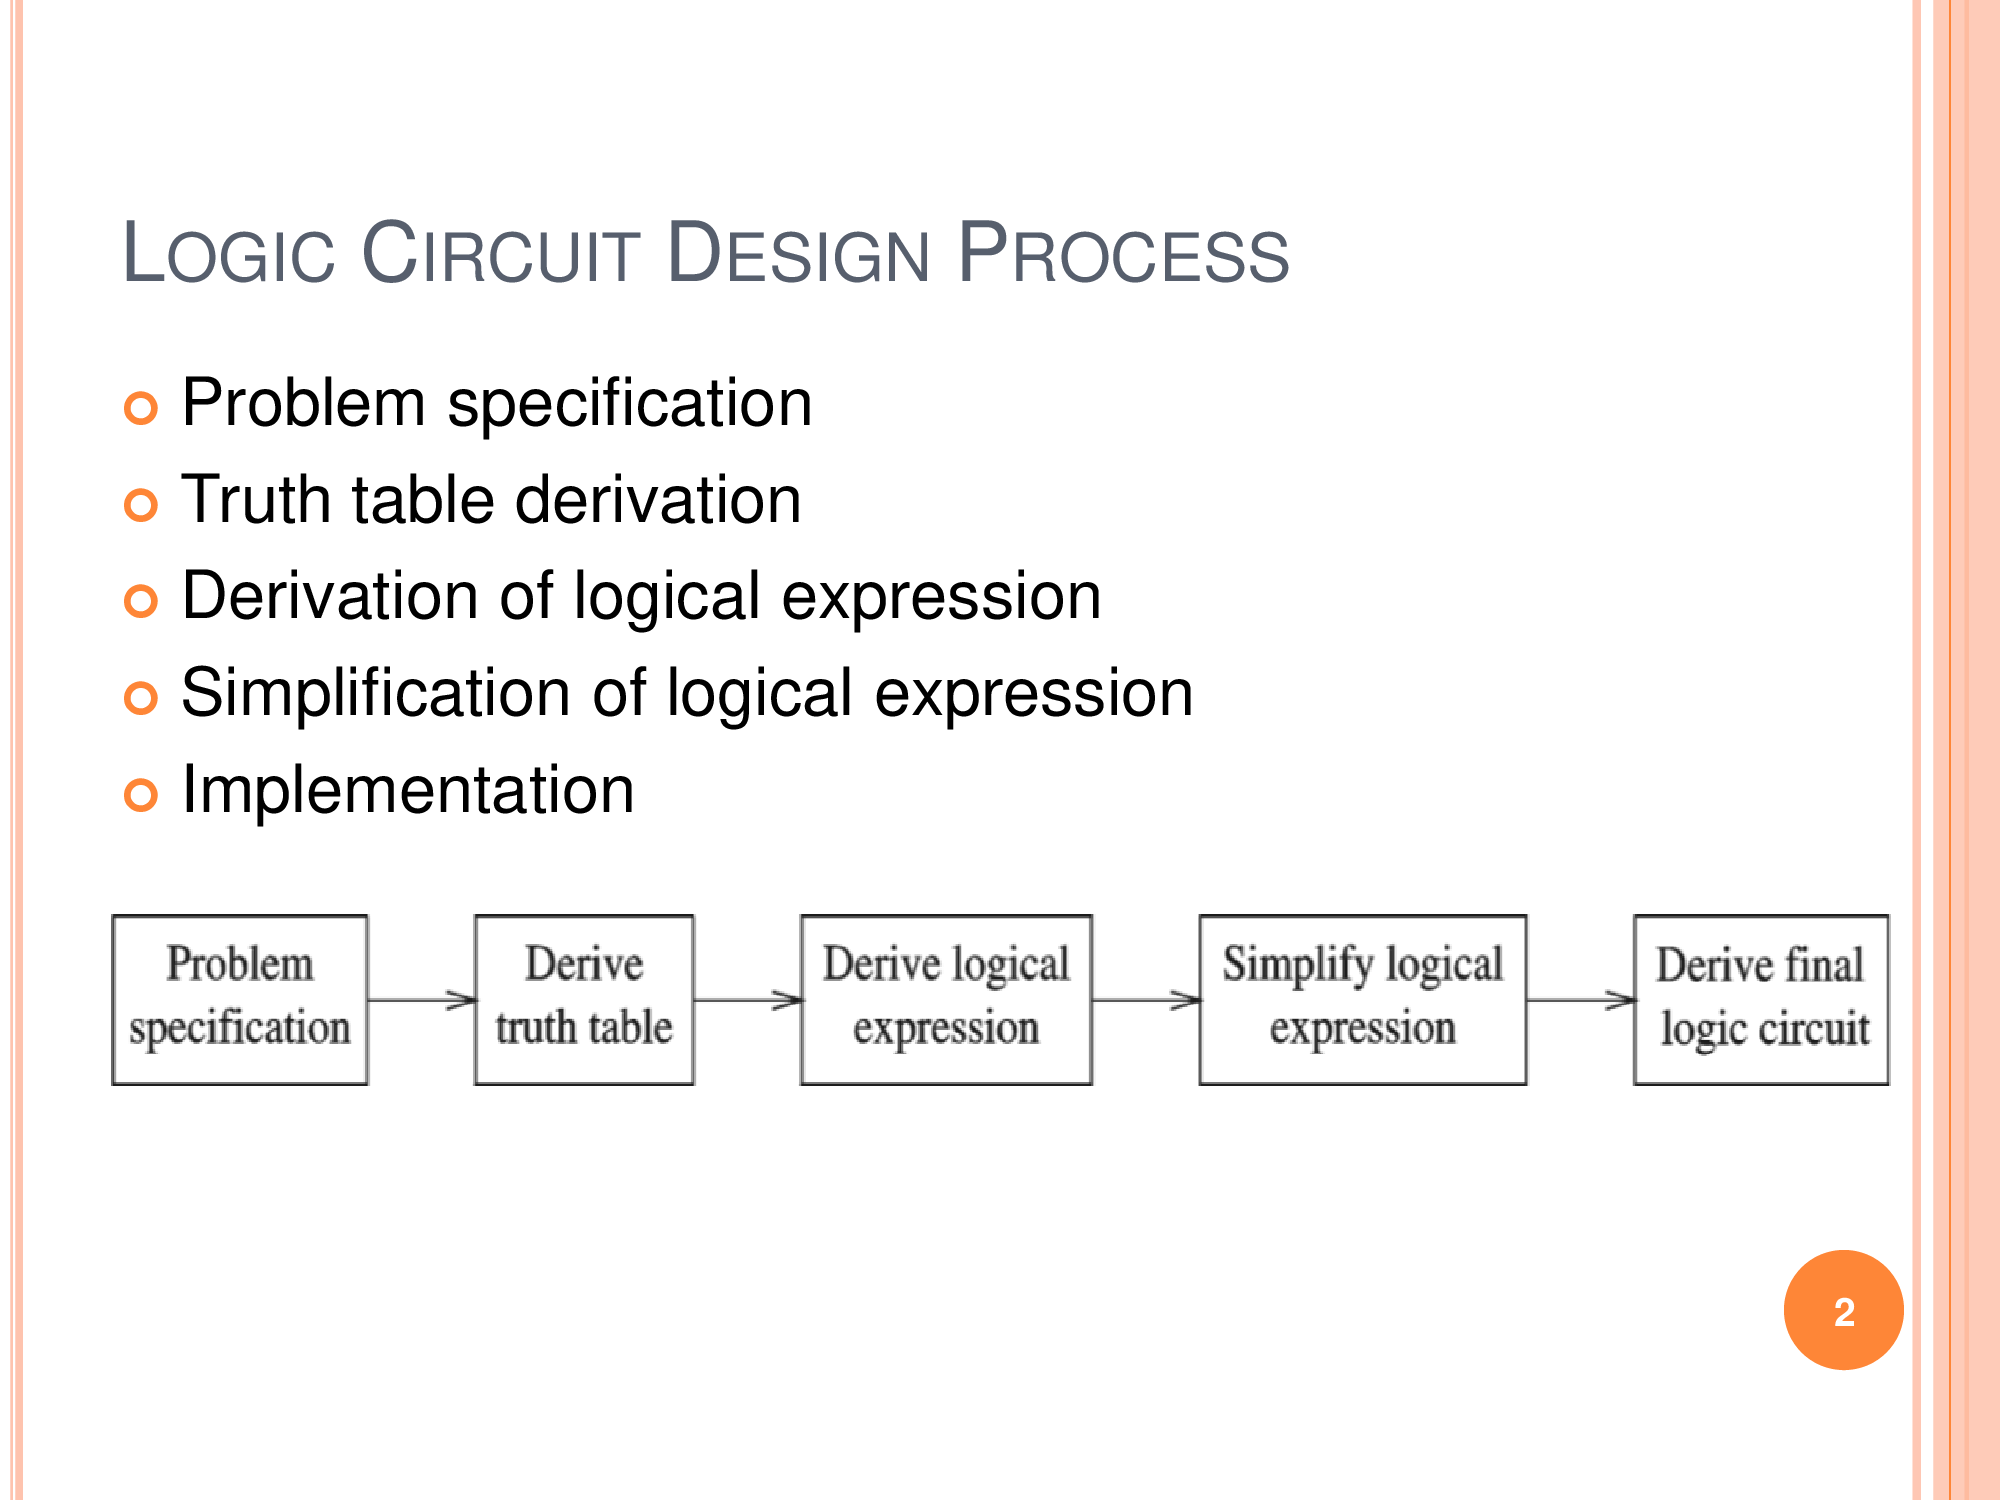 LOGIC CIRCUIT DESIGN PROCESS
Problem specification
Truth table derivation
Derivation of logical expression
Simplification of logical expression
Implementation
Problem
specification
Derive
truth table
Derive logical
expression
Simplify logical
expression
Derive final
logic circuit
2